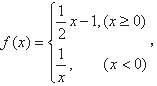 f(x) = { 1/2 x − 1, (x ≥ 0)
1/x, (x < 0) ,